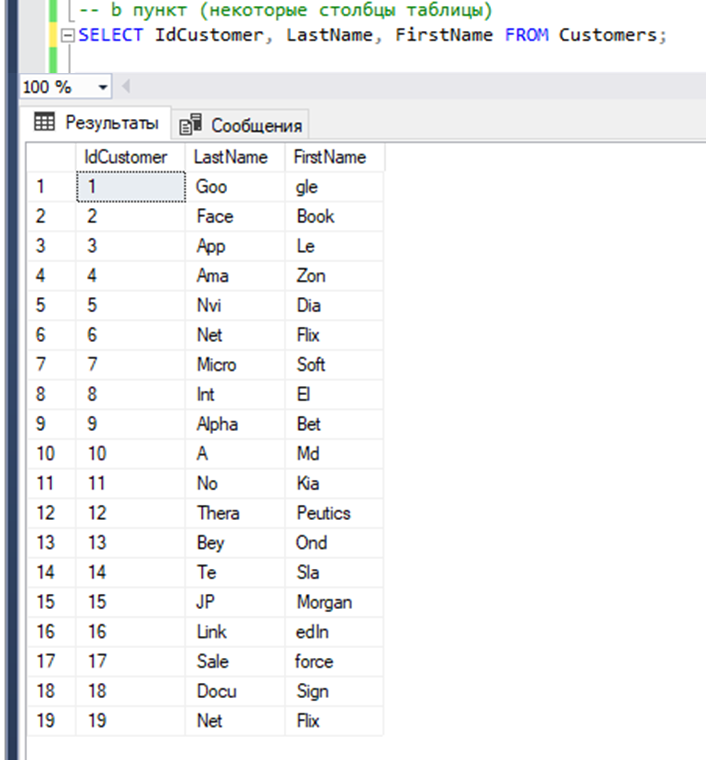 -- b пункт (некоторые столбцы таблицы)
SELECT IdCustomer, LastName, FirstName FROM Customers;
100 %
Результаты Сообщения
IdCustomer LastName FirstName
1 1 Goo gle
2 2 Face Book
3 3 App Le
4 4 Ama Zon
5 5 Nvi Dia
6 6 Net Flix
7 7 Micro Soft
8 8 Int El
9 9 Alpha Bet
10 10 A Md
11 11 No Kia
12 12 Thera Peutics
13 13 Bey Ond
14 14 Te Sla
15 15 JP Morgan
16 16 Link edIn
17 17 Sale force
18 18 Docu Sign
19 19 Net Flix